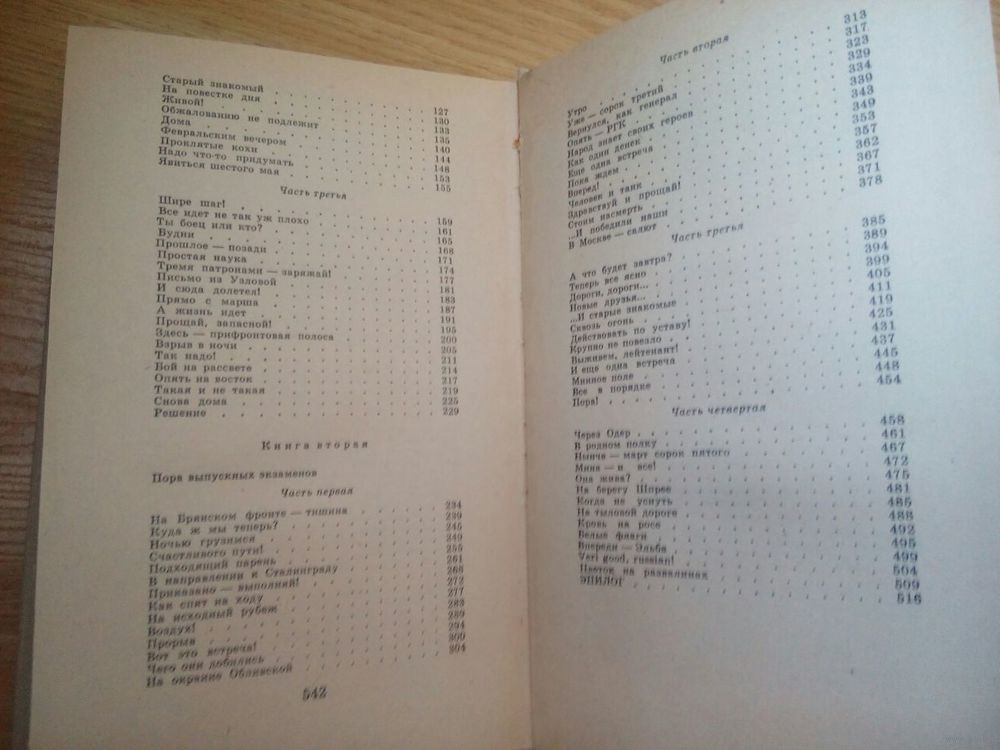 Старый знакомый 127
На повестке дня 130
Живой! 133
Обжалованию не подлежит 135
Дома 140
Февральским вечером 144
Проклятые кохи 148
Надо что-то придумать 153
Явиться шестого мая 155
Часть третья
Шире шаг! 159
Все идет не так уж плохо 161
Ты боец или кто? 165
Будни 168
Прошлое — позади 171
Простая наука 174
Тремя патронами — заряжай! 177
Письмо из Узловой 181
И сюда долетел! 183
Прямо с марша 187
А жизнь идет 191
Прощай, запасной! 195
Здесь — прифронтовая полоса 200
Взрыв в ночи 205
Так надо! 211
Бой на рассвете 214
Опять на восток 217
Такая и не такая 219
Снова дома 225
Решение 229
Книга вторая
Пора выпускных экзаменов
Часть первая
На Брянском фронте — тишина 234
Куда ж мы теперь? 239
Ночью грузимся 245
Счастливого пути! 249
Подходящий парень 255
В направлении к Сталинграду 261
Приказано — выполняй! 268
Как спят на ходу 272
На исходный рубеж 277
Воздух! 283
Прорыв 289
Вот это встреча! 294
Чего они добились 300
На окраине Обливской 304
542
Часть вторая
Утро 313
Уже — сорок третий 317
Вернулся, как генерал 323
Опять — РГК 329
Народ знает своих героев 334
Как один денек 339
Еще одна встреча 343
Пока ждем 349
Вперед! 353
Человек и танк 357
Здравствуй и прощай! 362
Стоим насмерть 367
...И победили наши 371
В Москве — салют 378
Часть третья
А что будет завтра? 385
Теперь все ясно 389
Дороги, дороги... 394
Новые друзья... 399
...И старые знакомые 405
Сквозь огонь 411
Действовать по уставу! 419
Крупно не повезло 425
Выживем, лейтенант! 431
И еще одна встреча 437
Минное поле 445
Все в порядке 448
Пора! 454
Часть четвертая
Через Одер 458
В родном полку 461
Нынче — март сорок пятого 467
Мина — и все! 472
Она жива? 475
На берегу Шпрее 481
Когда не уснуть 485
На тыловой дороге 488
Кровь на росе 492
Белые флаги 495
Впереди — Эльба 499
Veri good, russian! 504
Цветок на развалинах 509
ЭПИЛОГ 516